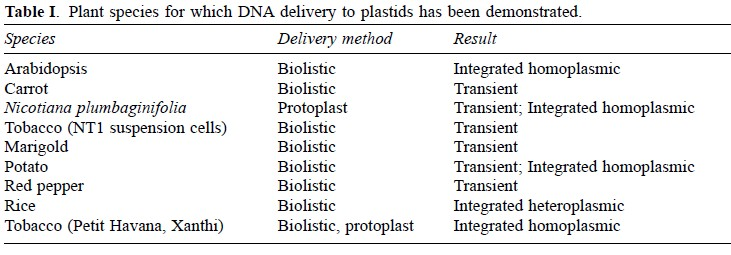 Table I. Plant species for which DNA delivery to plastids has been demonstrated.
Species Delivery method Result
Arabidopsis Biolistic Integrated homoplasmic
Carrot Biolistic Transient
Nicotiana plumbaginifolia Protoplast Transient; Integrated homoplasmic
Tobacco (NT1 suspension cells) Biolistic Transient
Marigold Biolistic Transient
Potato Biolistic Transient; Integrated homoplasmic
Red pepper Biolistic Transient
Rice Biolistic Integrated heteroplasmic
Tobacco (Petit Havana, Xanthi) Biolistic, protoplast Integrated homoplasmic